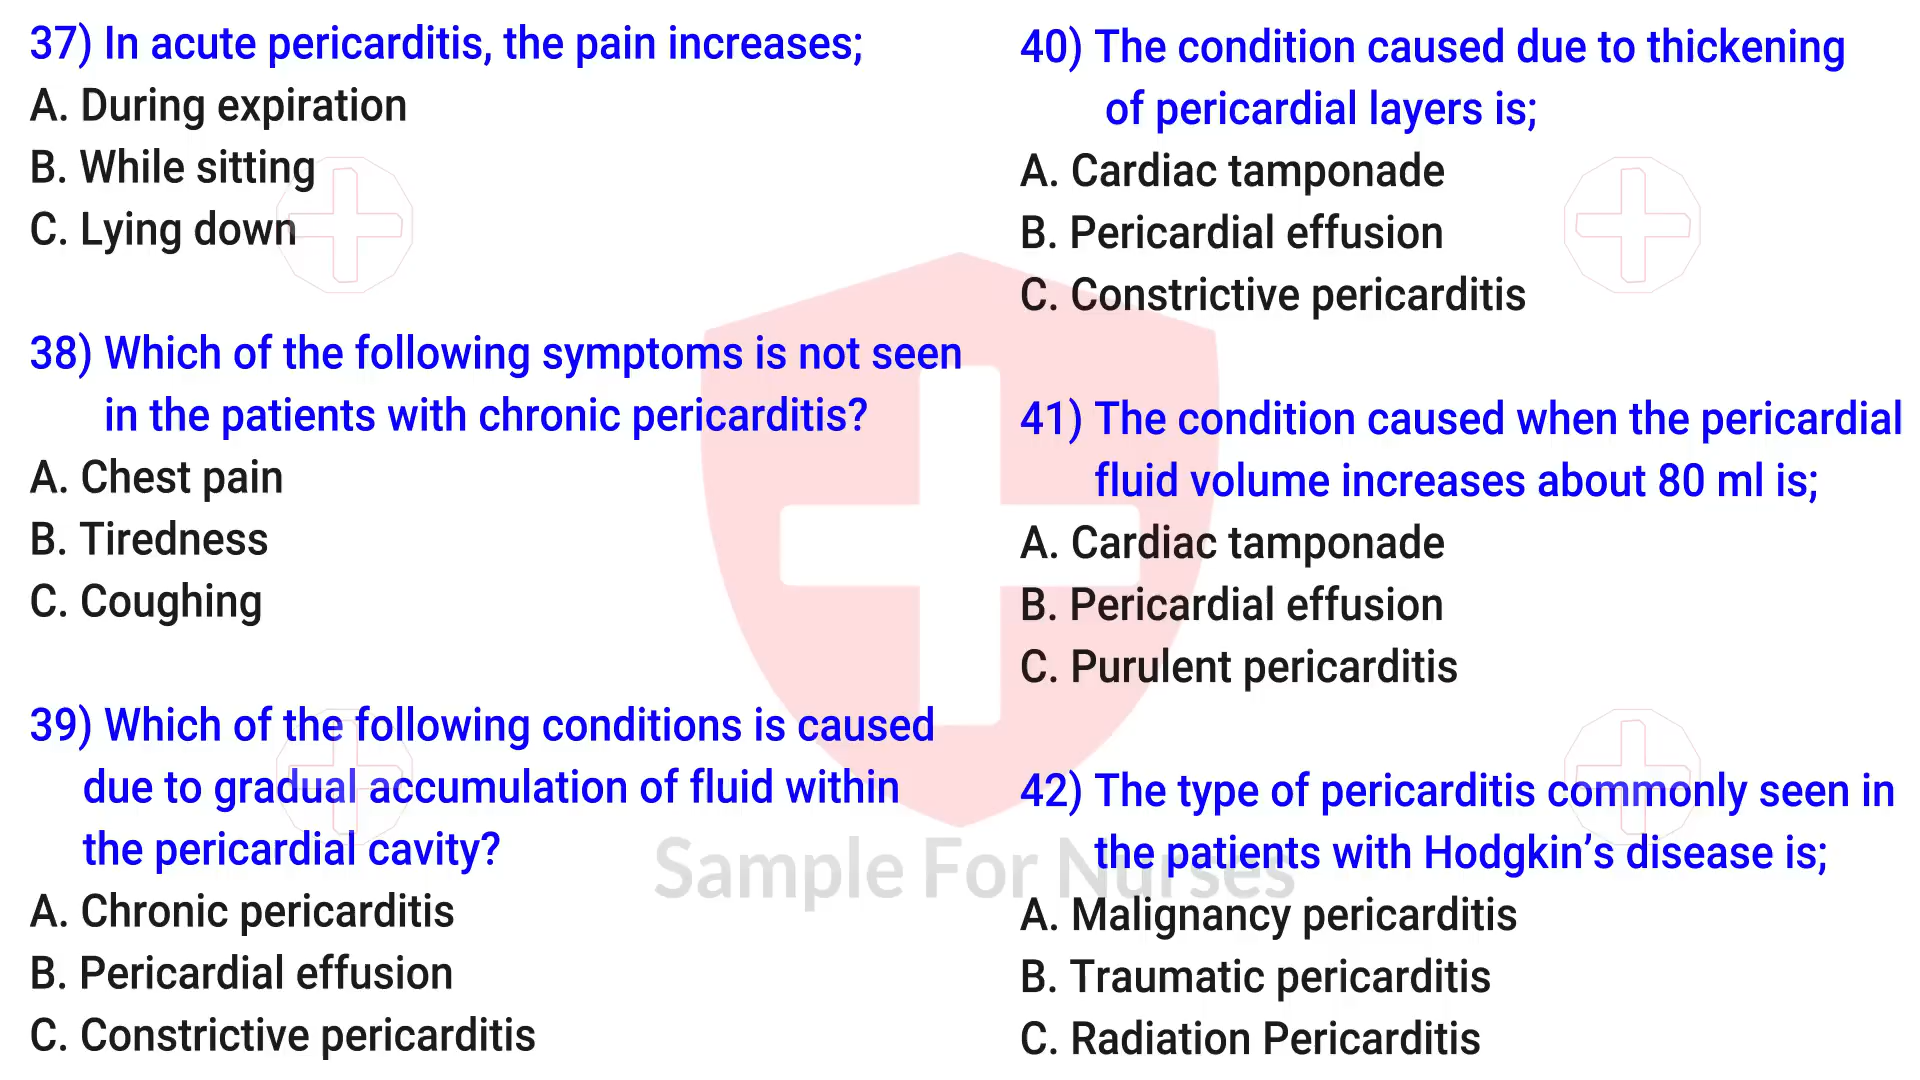 37) In acute pericarditis, the pain increases;
A. During expiration
B. While sitting
C. Lying down
38) Which of the following symptoms is not seen
in the patients with chronic pericarditis?
A. Chest pain
B. Tiredness
C. Coughing
39) Which of the following conditions is caused
due to gradual accumulation of fluid within
the pericardial cavity?
A. Chronic pericarditis
B. Pericardial effusion
C. Constrictive pericarditis
40) The condition caused due to thickening
of pericardial layers is;
A. Cardiac tamponade
B. Pericardial effusion
C. Constrictive pericarditis
41) The condition caused when the pericardial
fluid volume increases about 80 ml is;
A. Cardiac tamponade
B. Pericardial effusion
C. Purulent pericarditis
42) The type of pericarditis commonly seen in
the patients with Hodgkin’s disease is;
A. Malignancy pericarditis
B. Traumatic pericarditis
C. Radiation Pericarditis
Sample For Nurses